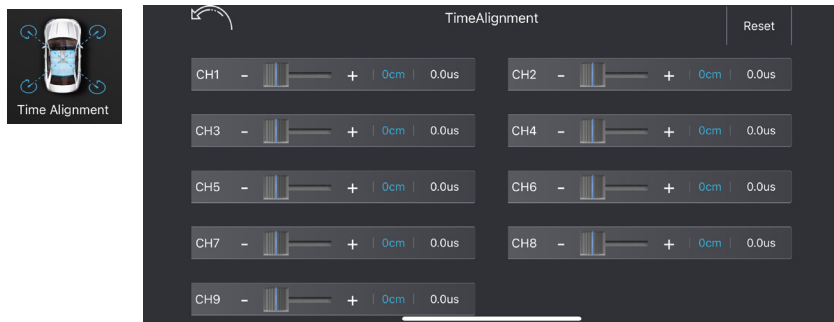 Time Alignment
TimeAlignment
Reset
CH1 - + | 0cm | 0.0us
CH2 - + | 0cm | 0.0us
CH3 - + | 0cm | 0.0us
CH4 - + | 0cm | 0.0us
CH5 - + | 0cm | 0.0us
CH6 - + | 0cm | 0.0us
CH7 - + | 0cm | 0.0us
CH8 - + | 0cm | 0.0us
CH9 - + | 0cm | 0.0us